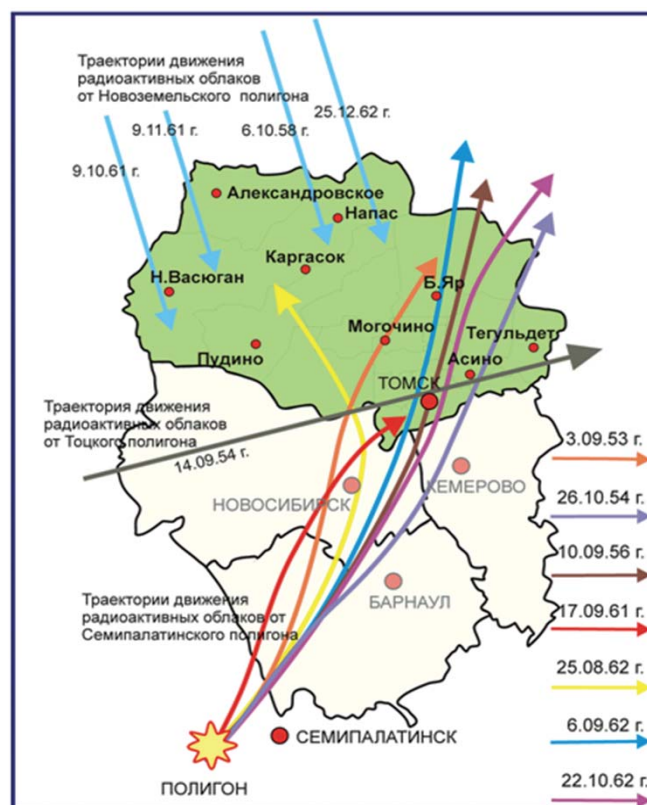 Траектории движения
радиоактивных облаков
от Новоземельского полигона
25.12.62 г.
6.10.58 г.
9.11.61 г.
9.10.61 г.
Александровское
Напас
Каргасок
Н.Васюган
Б.Яр
Могочино
Тегульдет
Пудино
Асино
ТОМСК
Траектория движения
радиоактивных облаков
от Тоцкого полигона
14.09.54 г.
3.09.53 г.
КЕМЕРОВО
НОВОСИБИРСК
26.10.54 г.
10.09.56 г.
БАРНАУЛ
Траектории движения
радиоактивных облаков от
Семипалатинского полигона
17.09.61 г.
25.08.62 г.
6.09.62 г.
СЕМИПАЛАТИНСК
ПОЛИГОН
22.10.62 г.